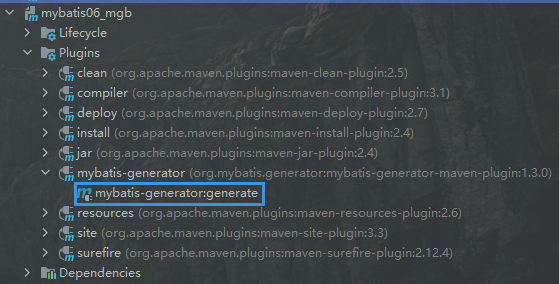 mybatis06_mgb
Lifecycle
Plugins
clean (org.apache.maven.plugins:maven-clean-plugin:2.5)
compiler (org.apache.maven.plugins:maven-compiler-plugin:3.1)
deploy (org.apache.maven.plugins:maven-deploy-plugin:2.7)
install (org.apache.maven.plugins:maven-install-plugin:2.4)
jar (org.apache.maven.plugins:maven-jar-plugin:2.4)
mybatis-generator (org.mybatis.generator:mybatis-generator-maven-plugin:1.3.0)
mybatis-generator:generate
resources (org.apache.maven.plugins:maven-resources-plugin:2.6)
site (org.apache.maven.plugins:maven-site-plugin:3.3)
surefire (org.apache.maven.plugins:maven-surefire-plugin:2.12.4)
Dependencies